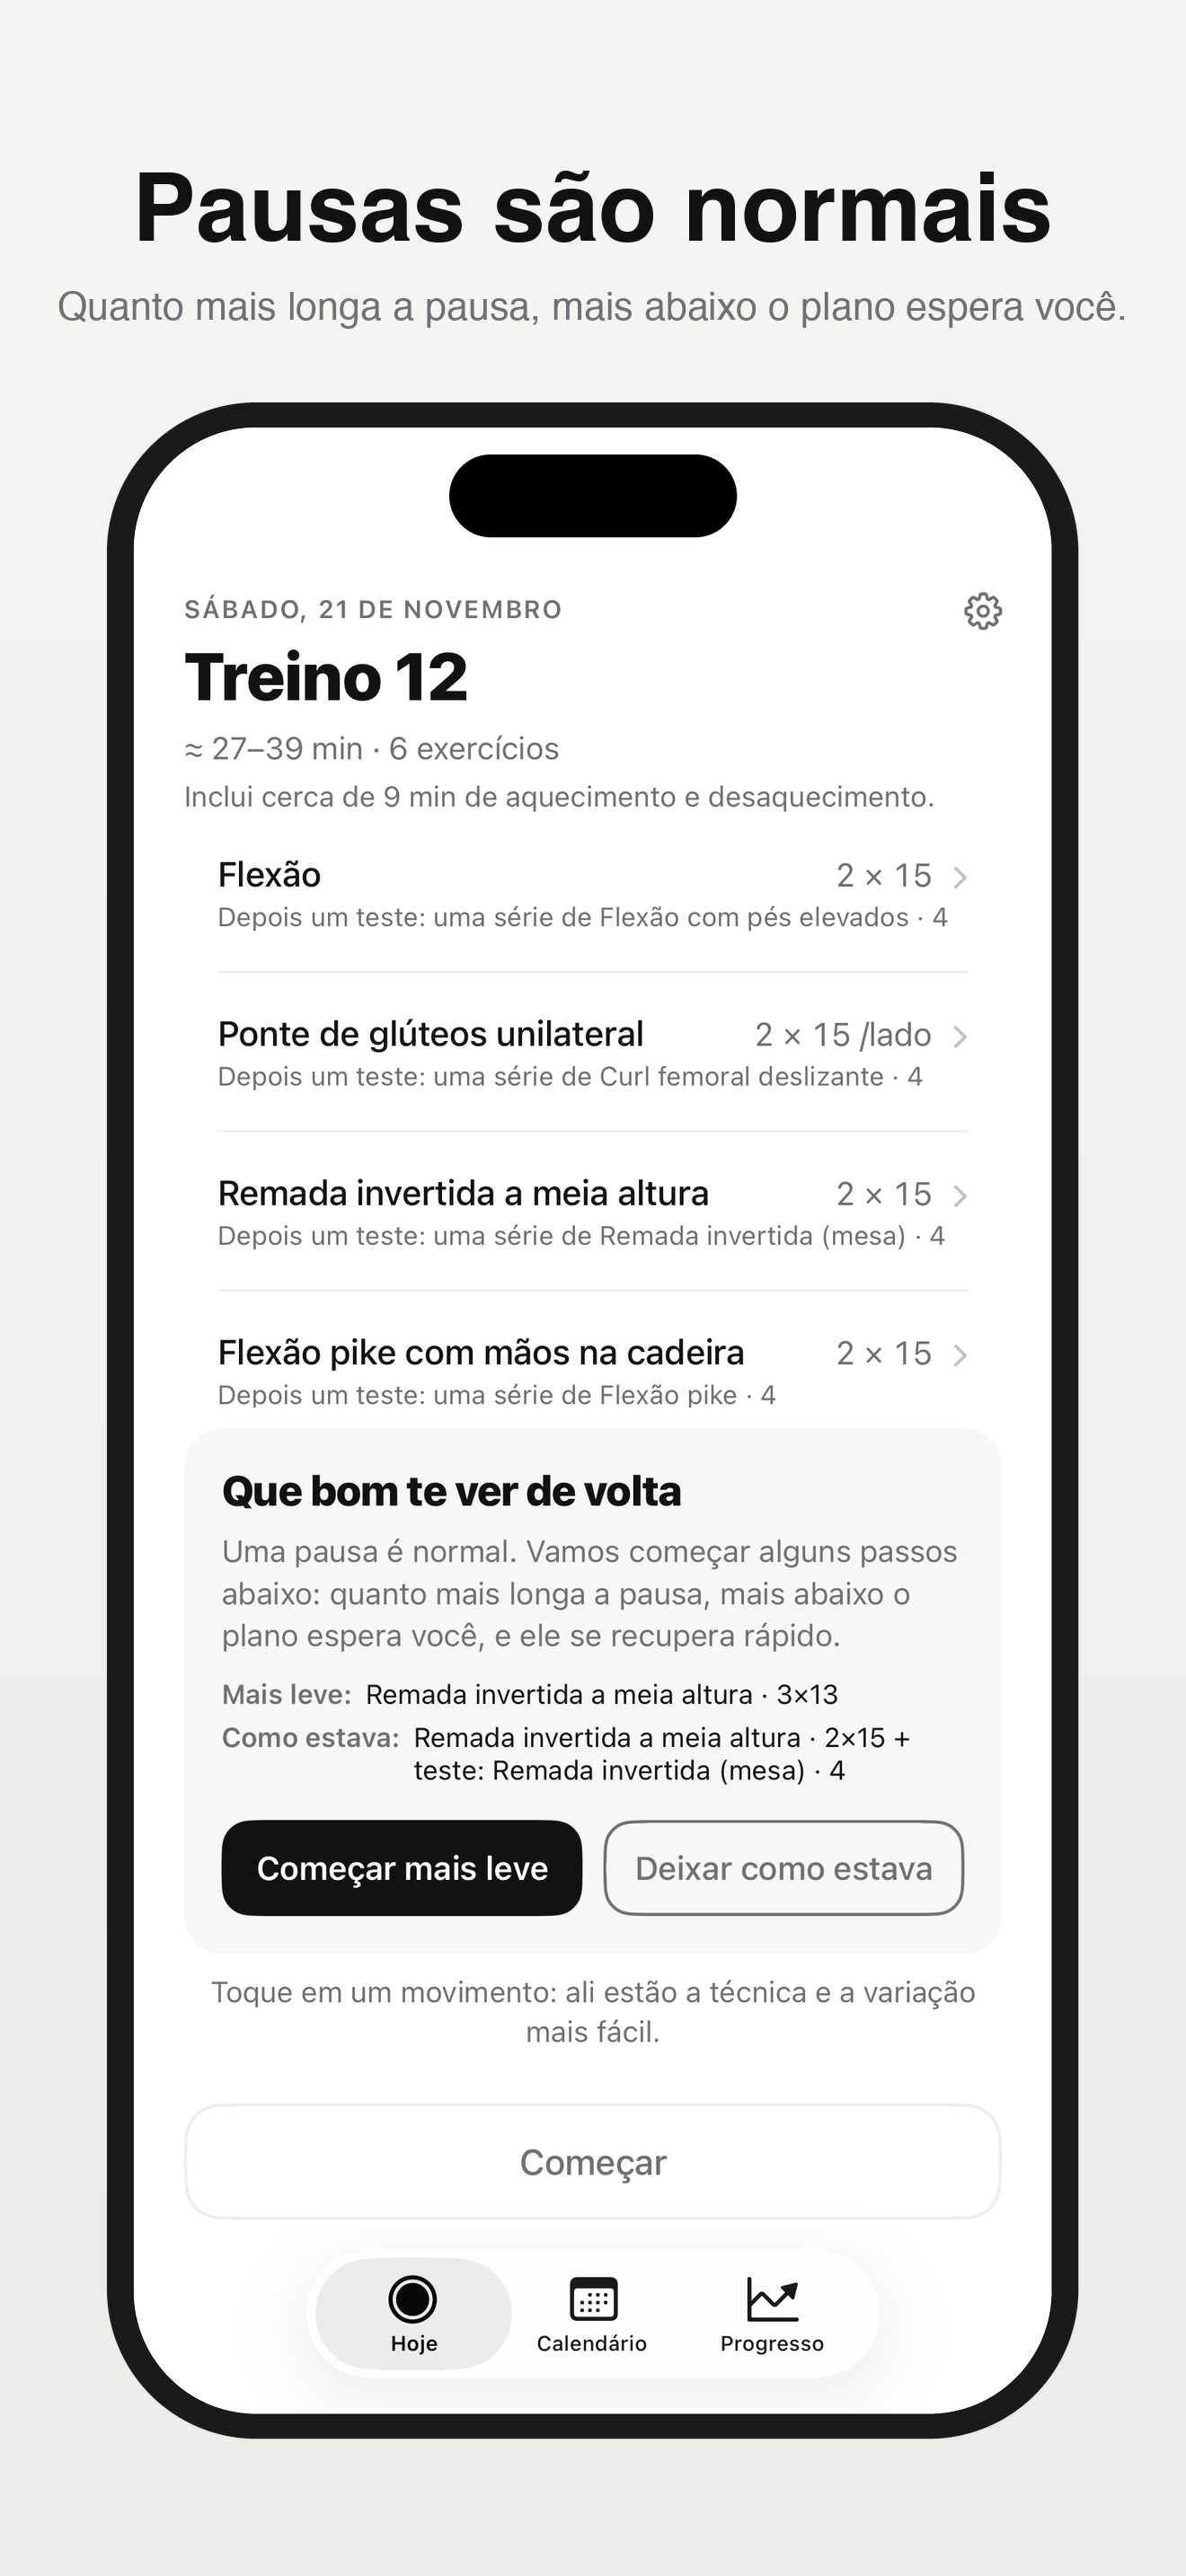 Pausas são normais
Quanto mais longa a pausa, mais abaixo o plano espera você.
SÁBADO, 21 DE NOVEMBRO
Treino 12
≈ 27–39 min · 6 exercícios
Inclui cerca de 9 min de aquecimento e desaquecimento.
Flexão 2 × 15
Depois um teste: uma série de Flexão com pés elevados · 4
Ponte de glúteos unilateral 2 × 15 /lado
Depois um teste: uma série de Curl femoral deslizante · 4
Remada invertida a meia altura 2 × 15
Depois um teste: uma série de Remada invertida (mesa) · 4
Flexão pike com mãos na cadeira 2 × 15
Depois um teste: uma série de Flexão pike · 4
Que bom te ver de volta
Uma pausa é normal. Vamos começar alguns passos
abaixo: quanto mais longa a pausa, mais abaixo o
plano espera você, e ele se recupera rápido.
Mais leve: Remada invertida a meia altura · 3×13
Como estava: Remada invertida a meia altura · 2×15 +
teste: Remada invertida (mesa) · 4
Começar mais leve Deixar como estava
Toque em um movimento: ali estão a técnica e a variação
mais fácil.
Começar
Hoje Calendário Progresso